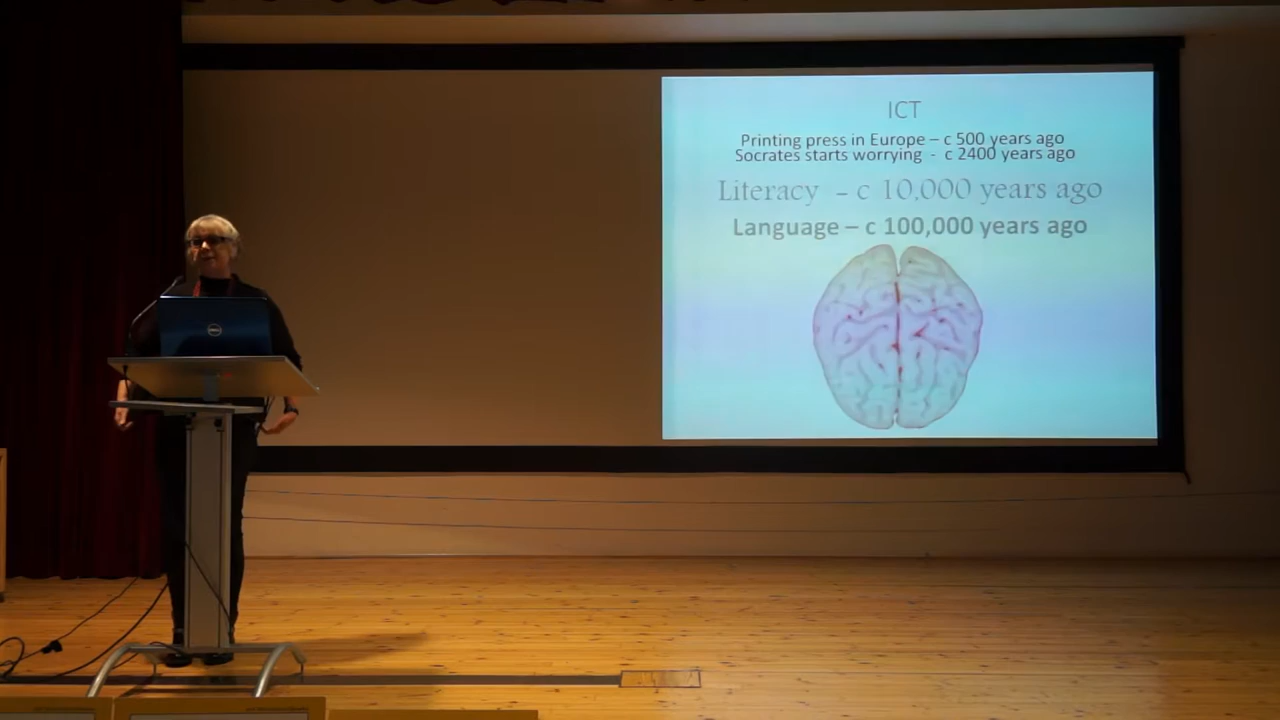 ICT
Printing press in Europe – c 500 years ago
Socrates starts worrying - c 2400 years ago
Literacy – c 10,000 years ago
Language – c 100,000 years ago
DELL